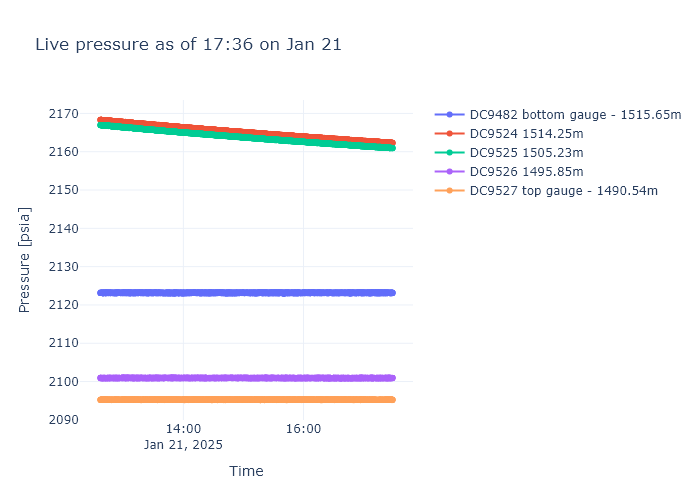 Live pressure as of 17:36 on Jan 21
2170
2160
2150
2140
2130
2120
2110
2100
2090
Pressure [psia]
14:00
Jan 21, 2025
16:00
Time
DC9482 bottom gauge - 1515.65m
DC9524 1514.25m
DC9525 1505.23m
DC9526 1495.85m
DC9527 top gauge - 1490.54m